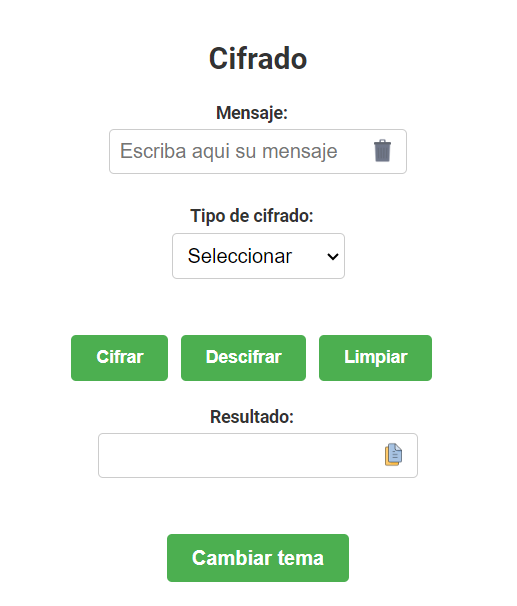 Cifrado
Mensaje:
Escriba aqui su mensaje
Tipo de cifrado:
Seleccionar
Cifrar Descifrar Limpiar
Resultado:
Cambiar tema